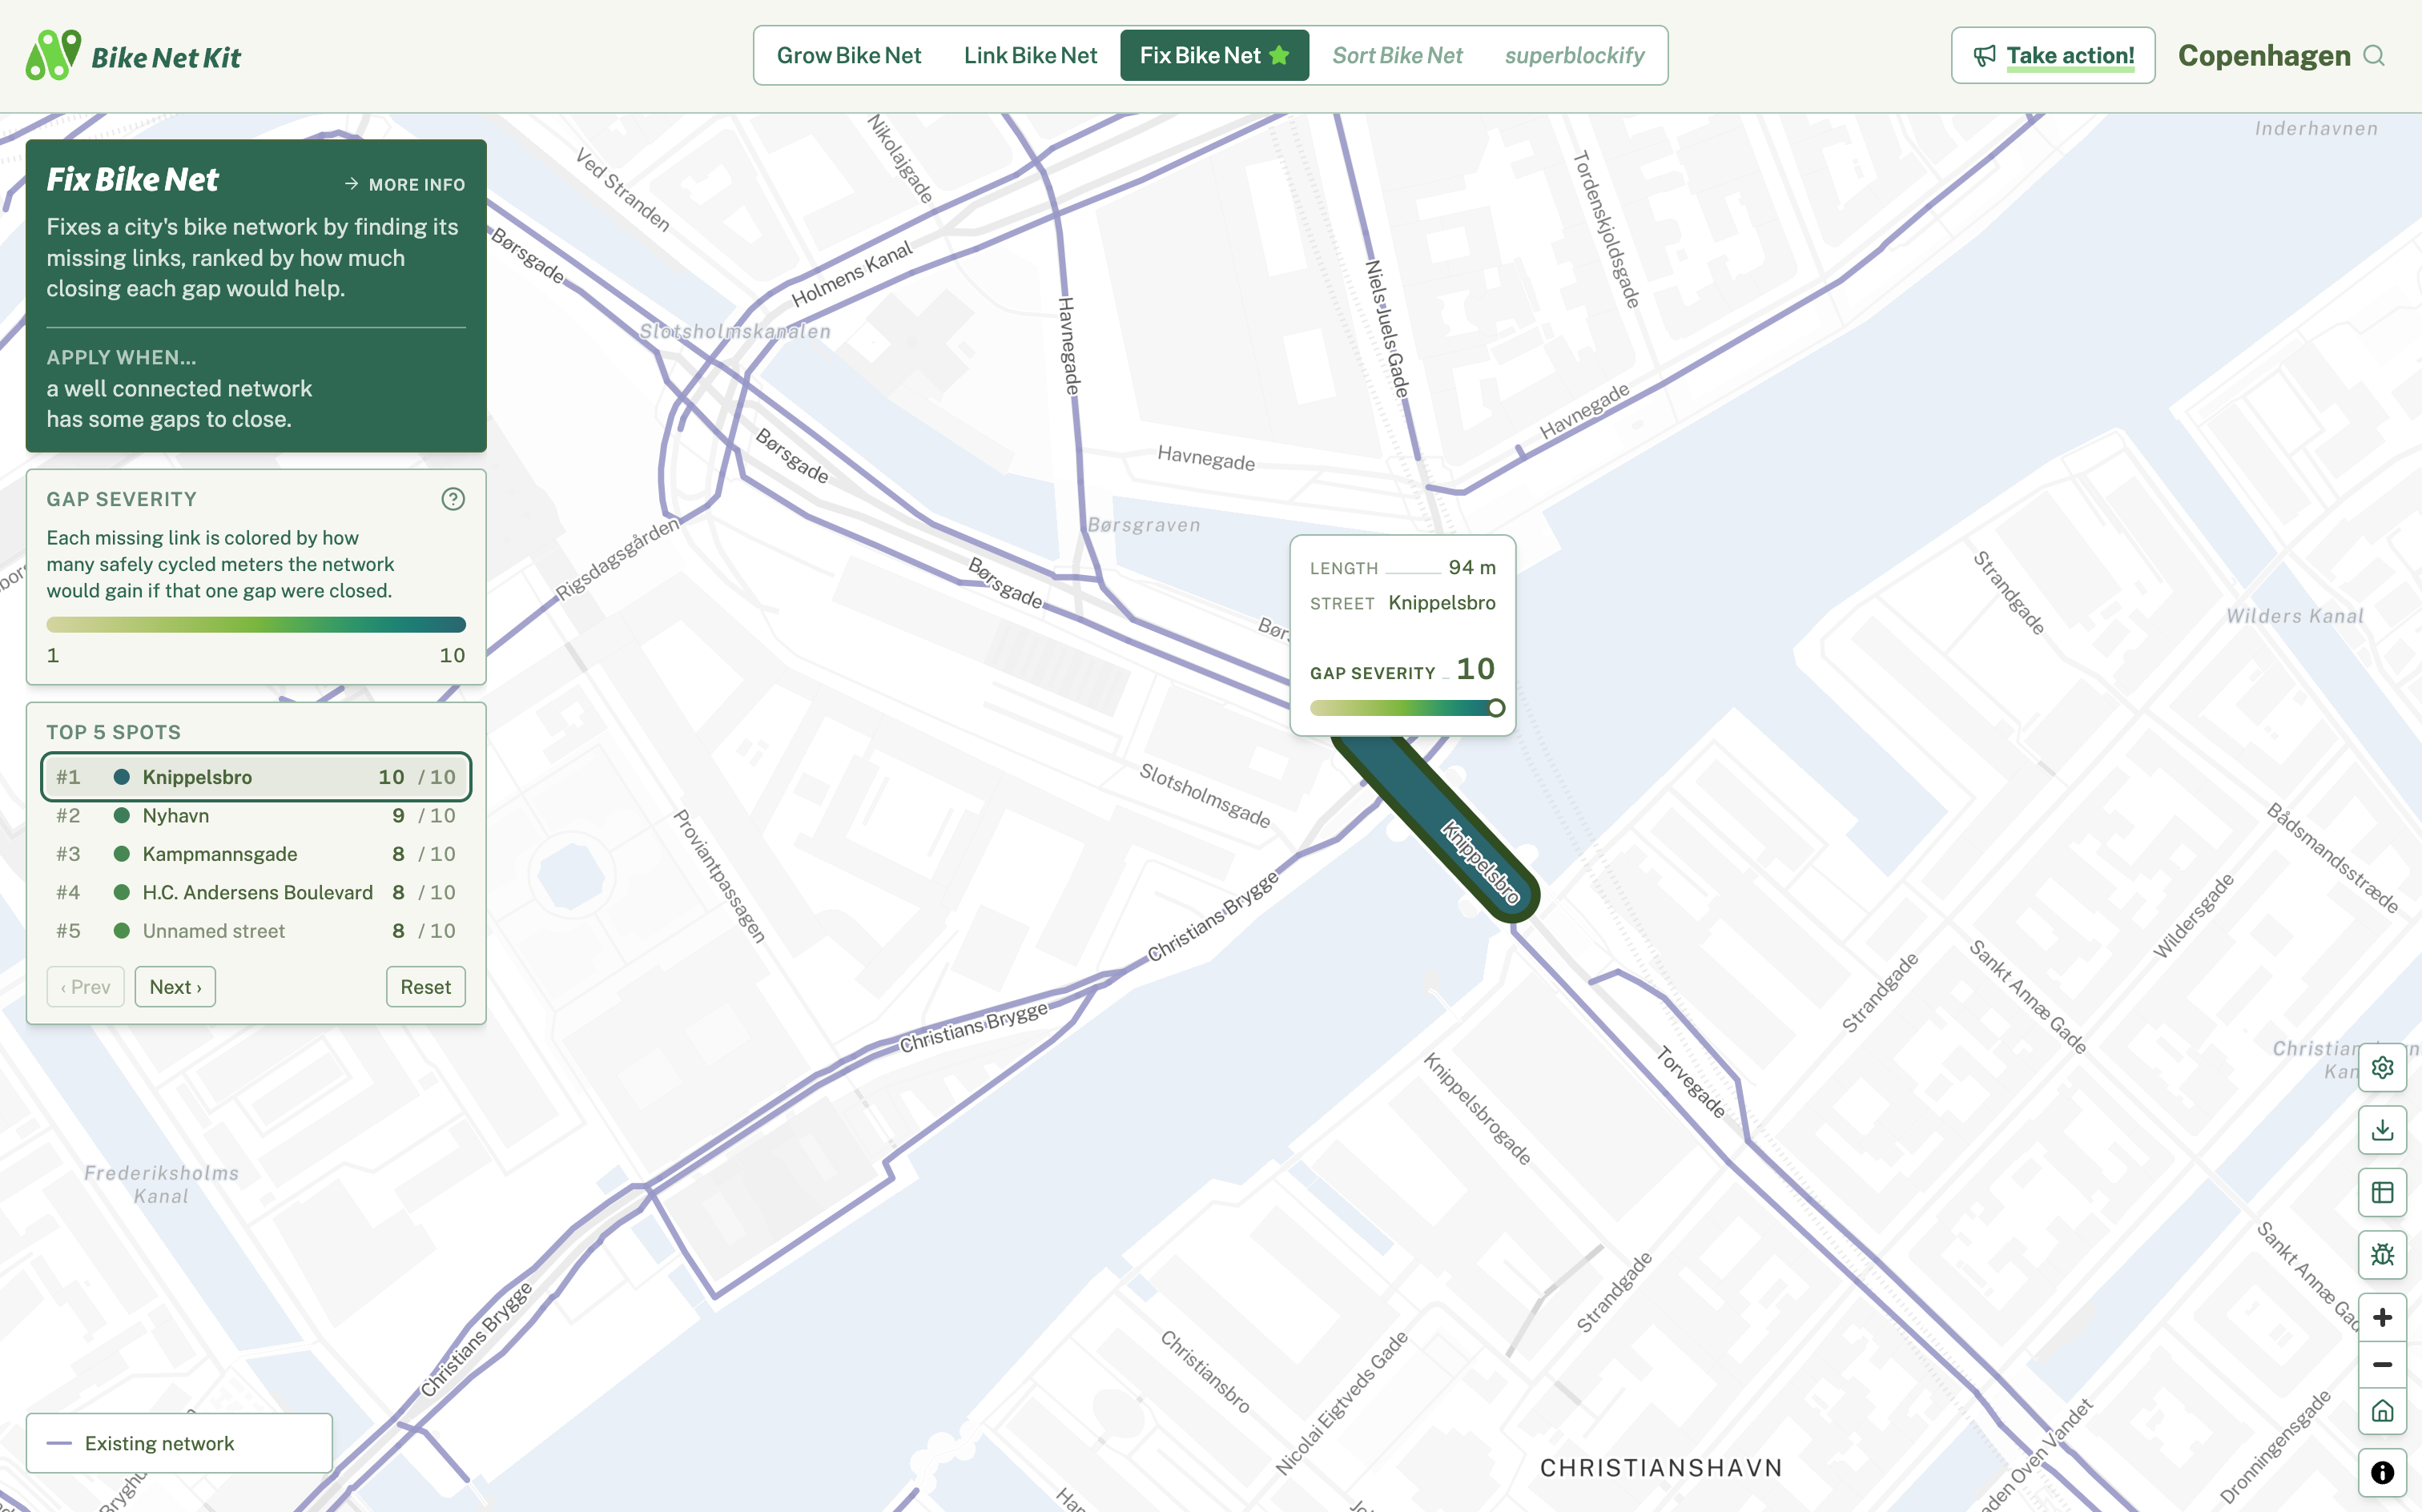 Bike Net Kit
Grow Bike Net
Link Bike Net
Fix Bike Net
Sort Bike Net
superblockify
Take action!
Copenhagen
Fix Bike Net
→ MORE INFO
Fixes a city's bike network by finding its
missing links, ranked by how much
closing each gap would help.
APPLY WHEN...
a well connected network
has some gaps to close.
GAP SEVERITY
?
Each missing link is colored by how
many safely cycled meters the network
would gain if that one gap were closed.
1
10
TOP 5 SPOTS
#1 Knippelsbro 10 / 10
#2 Nyhavn 9 / 10
#3 Kampmannsgade 8 / 10
#4 H.C. Andersens Boulevard 8 / 10
#5 Unnamed street 8 / 10
‹ Prev
Next ›
Reset
Existing network
LENGTH 94 m
STREET Knippelsbro
GAP SEVERITY 10
Inderhavnen
Ved Stranden
Nikolajgade
Tordenskjoldsgade
Børsgade
Holmens Kanal
Slotsholmskanalen
Havnegade
Niels Juels Gade
Havnegade
Børsgade
Havnegade
Børsgraven
Rigsdagsgården
Børsgade
Strandgade
Wilders Kanal
Slotsholmsgade
Knippelsbro
Proviantpassagen
Bådsmandsstræde
Christians Brygge
Wildersgade
Strandgade
Sankt Annæ Gade
Christians Brygge
Torvegade
Knippelsbrogade
Frederiksholms
Kanal
Strandgade
Christians Brygge
Christiansbro
Nicolai Eigtveds Gade
CHRISTIANSHAVN
Dronningensgade